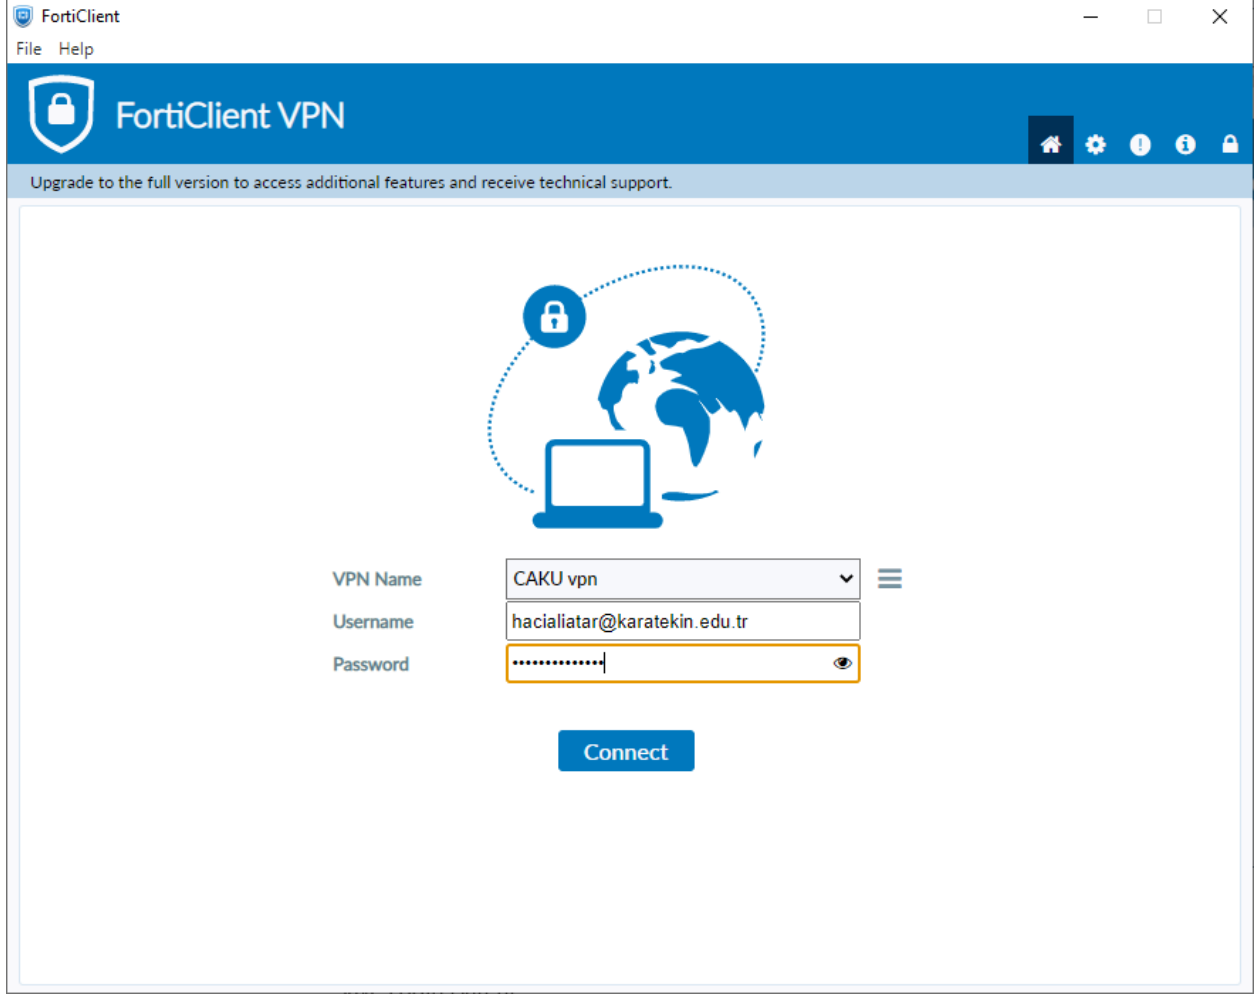 FortiClient
File Help
FortiClient VPN
Upgrade to the full version to access additional features and receive technical support.
VPN Name CAKU vpn
Username hacialiatar@karatekin.edu.tr
Password ••••••••••••••
Connect